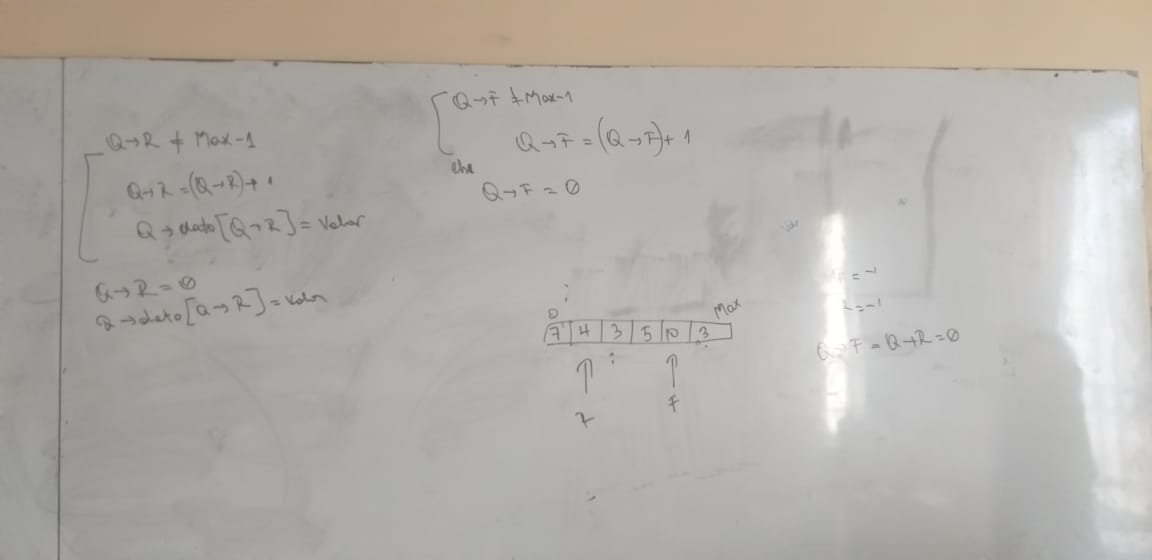 Q→R ≠ Max-1
Q→R = (Q→R)+1
Q→dato[Q→R] = Valor
Q→R = 0
Q→dato[Q→R] = Valor
Q→F ≠ Max-1
Q→F = (Q→F)+1
else
Q→F = 0
0 Max
7 4 3 5 10 3
R F
= -1
= -1
Q→F = Q→R = 0